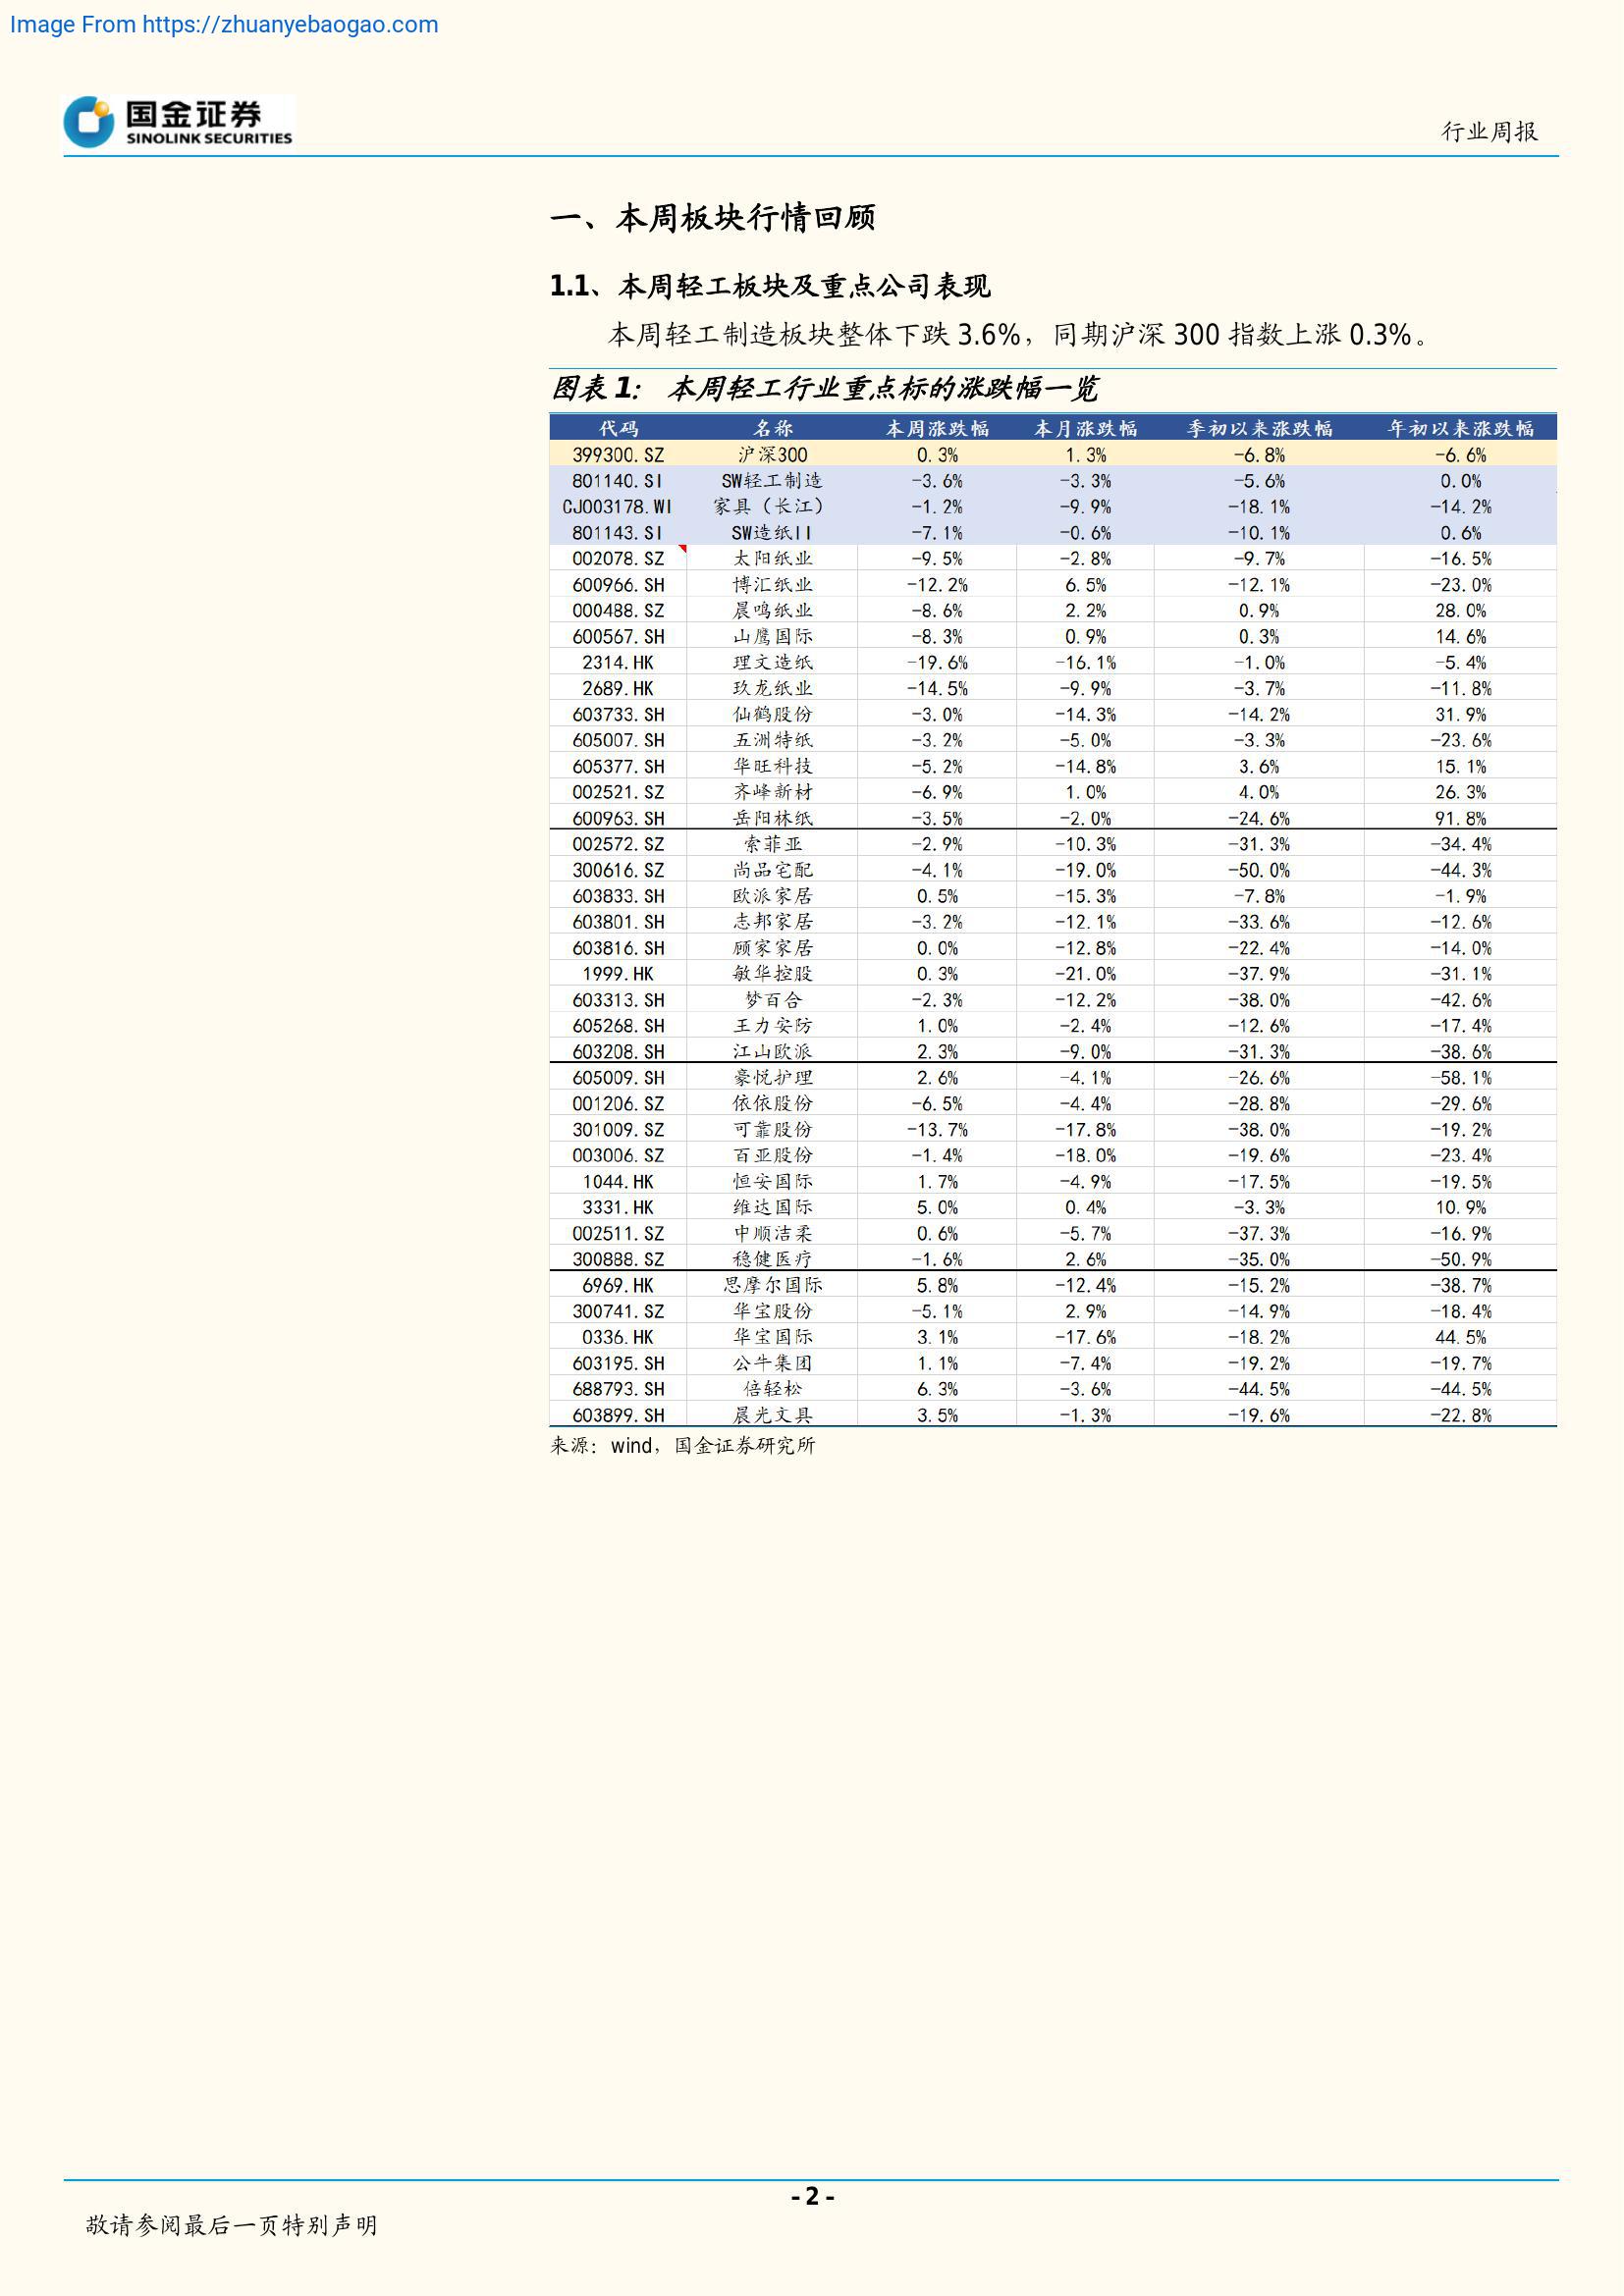 Image From https://zhuanyebaogao.com
国金证券
SINOLINK SECURITIES
行业周报
一、本周板块行情回顾
1.1、本周轻工板块及重点公司表现
本周轻工制造板块整体下跌 3.6%，同期沪深 300 指数上涨 0.3%。
图表 1： 本周轻工行业重点标的涨跌幅一览
代码 名称 本周涨跌幅 本月涨跌幅 季初以来涨跌幅 年初以来涨跌幅
399300.SZ 沪深300 0.3% 1.3% -6.8% -6.6%
801140.SI SW轻工制造 -3.6% -3.3% -5.6% 0.0%
CJ003178.WI 家具（长江） -1.2% -9.9% -18.1% -14.2%
801143.SI SW造纸II -7.1% -0.6% -10.1% 0.6%
002078.SZ 太阳纸业 -9.5% -2.8% -9.7% -16.5%
600966.SH 博汇纸业 -12.2% 6.5% -12.1% -23.0%
000488.SZ 晨鸣纸业 -8.6% 2.2% 0.9% 28.0%
600567.SH 山鹰国际 -8.3% 0.9% 0.3% 14.6%
2314.HK 理文造纸 -19.6% -16.1% -1.0% -5.4%
2689.HK 玖龙纸业 -14.5% -9.9% -3.7% -11.8%
603733.SH 仙鹤股份 -3.0% -14.3% -14.2% 31.9%
605007.SH 五洲特纸 -3.2% -5.0% -3.3% -23.6%
605377.SH 华旺科技 -5.2% -14.8% 3.6% 15.1%
002521.SZ 齐峰新材 -6.9% 1.0% 4.0% 26.3%
600963.SH 岳阳林纸 -3.5% -2.0% -24.6% 91.8%
002572.SZ 索菲亚 -2.9% -10.3% -31.3% -34.4%
300616.SZ 尚品宅配 -4.1% -19.0% -50.0% -44.3%
603833.SH 欧派家居 0.5% -15.3% -7.8% -1.9%
603801.SH 志邦家居 -3.2% -12.1% -33.6% -12.6%
603816.SH 顾家家居 0.0% -12.8% -22.4% -14.0%
1999.HK 敏华控股 0.3% -21.0% -37.9% -31.1%
603313.SH 梦百合 -2.3% -12.2% -38.0% -42.6%
605268.SH 王力安防 1.0% -2.4% -12.6% -17.4%
603208.SH 江山欧派 2.3% -9.0% -31.3% -38.6%
605009.SH 豪悦护理 2.6% -4.1% -26.6% -58.1%
001206.SZ 依依股份 -6.5% -4.4% -28.8% -29.6%
301009.SZ 可靠股份 -13.7% -17.8% -38.0% -19.2%
003006.SZ 百亚股份 -1.4% -18.0% -19.6% -23.4%
1044.HK 恒安国际 1.7% -4.9% -17.5% -19.5%
3331.HK 维达国际 5.0% 0.4% -3.3% 10.9%
002511.SZ 中顺洁柔 0.6% -5.7% -37.3% -16.9%
300888.SZ 稳健医疗 -1.6% 2.6% -35.0% -50.9%
6969.HK 思摩尔国际 5.8% -12.4% -15.2% -38.7%
300741.SZ 华宝股份 -5.1% 2.9% -14.9% -18.4%
0336.HK 华宝国际 3.1% -17.6% -18.2% 44.5%
603195.SH 公牛集团 1.1% -7.4% -19.2% -19.7%
688793.SH 倍轻松 6.3% -3.6% -44.5% -44.5%
603899.SH 晨光文具 3.5% -1.3% -19.6% -22.8%
来源：wind，国金证券研究所
- 2 -
敬请参阅最后一页特别声明